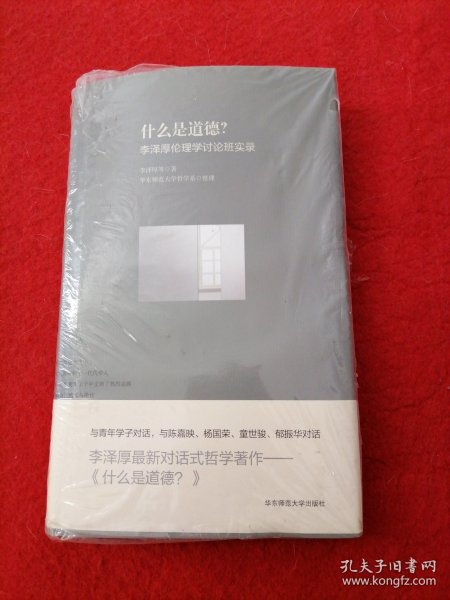 什么是道德?
李泽厚伦理学讨论班实录
李泽厚等◎著
华东师范大学哲学系◎整理
与青年学子对话，与陈嘉映、杨国荣、童世骏、郁振华对话
李泽厚最新对话式哲学著作——
《什么是道德？》
华东师范大学出版社
孔夫子旧书网
www.kongfz.com